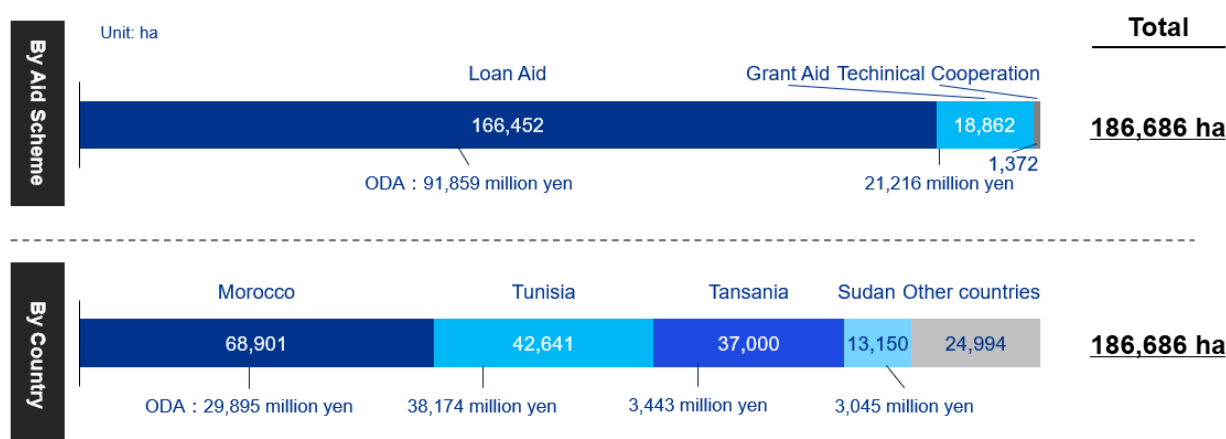 Total
Unit: ha
By Aid Scheme
Loan Aid
Grant Aid Techinical Cooperation
166,452
18,862
186,686 ha
1,372
ODA : 91,859 million yen
21,216 million yen
By Country
Morocco
Tunisia
Tansania
Sudan Other countries
68,901
42,641
37,000
13,150
24,994
186,686 ha
ODA : 29,895 million yen
38,174 million yen
3,443 million yen
3,045 million yen